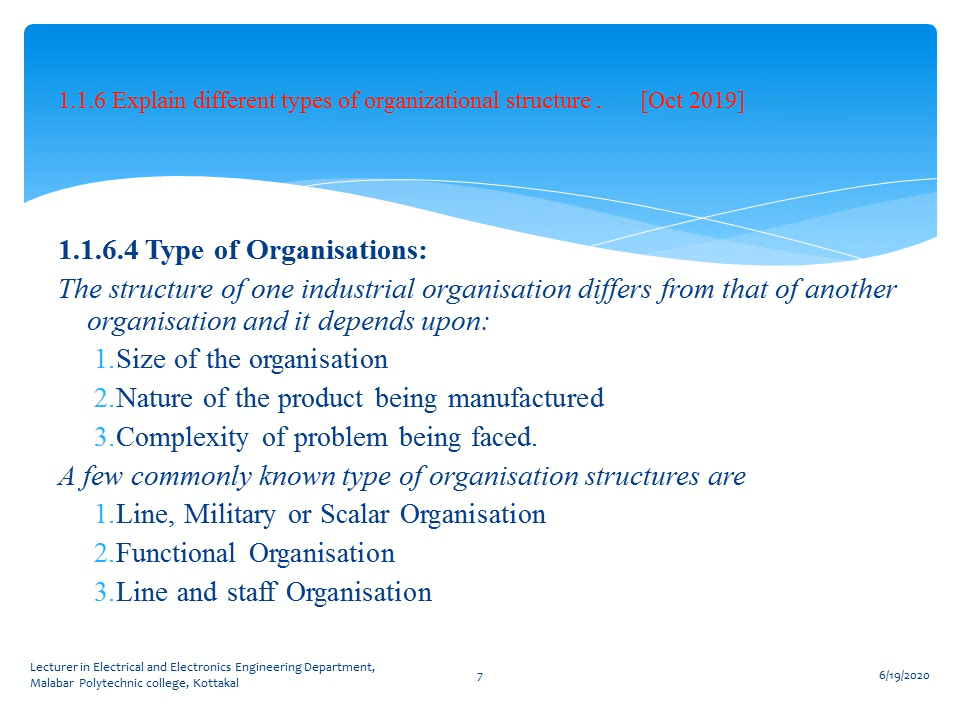 1.1.6 Explain different types of organizational structure . [Oct 2019]
1.1.6.4 Type of Organisations:
The structure of one industrial organisation differs from that of another
organisation and it depends upon:
1.Size of the organisation
2.Nature of the product being manufactured
3.Complexity of problem being faced.
A few commonly known type of organisation structures are
1.Line, Military or Scalar Organisation
2.Functional Organisation
3.Line and staff Organisation
Lecturer in Electrical and Electronics Engineering Department,
Malabar Polytechnic college, Kottakal
7
6/19/2020